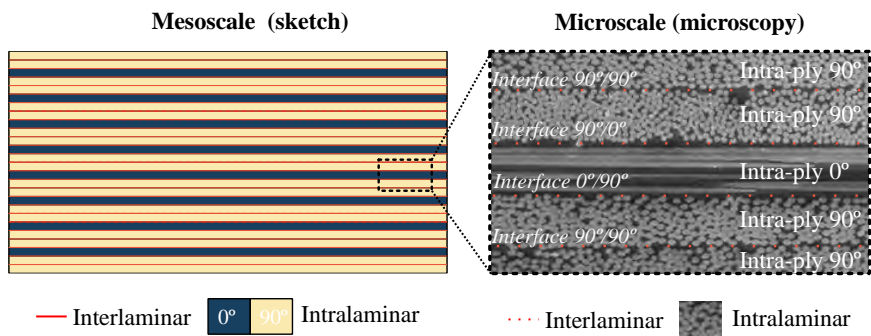 Mesoscale (sketch)
Microscale (microscopy)
Intra-ply 90º
Interface 90º/90º
Intra-ply 90º
Interface 90º/0º
Intra-ply 0º
Interface 0º/90º
Intra-ply 90º
Interface 90º/90º
Intra-ply 90º
Interlaminar 0º 90º Intralaminar
Interlaminar Intralaminar